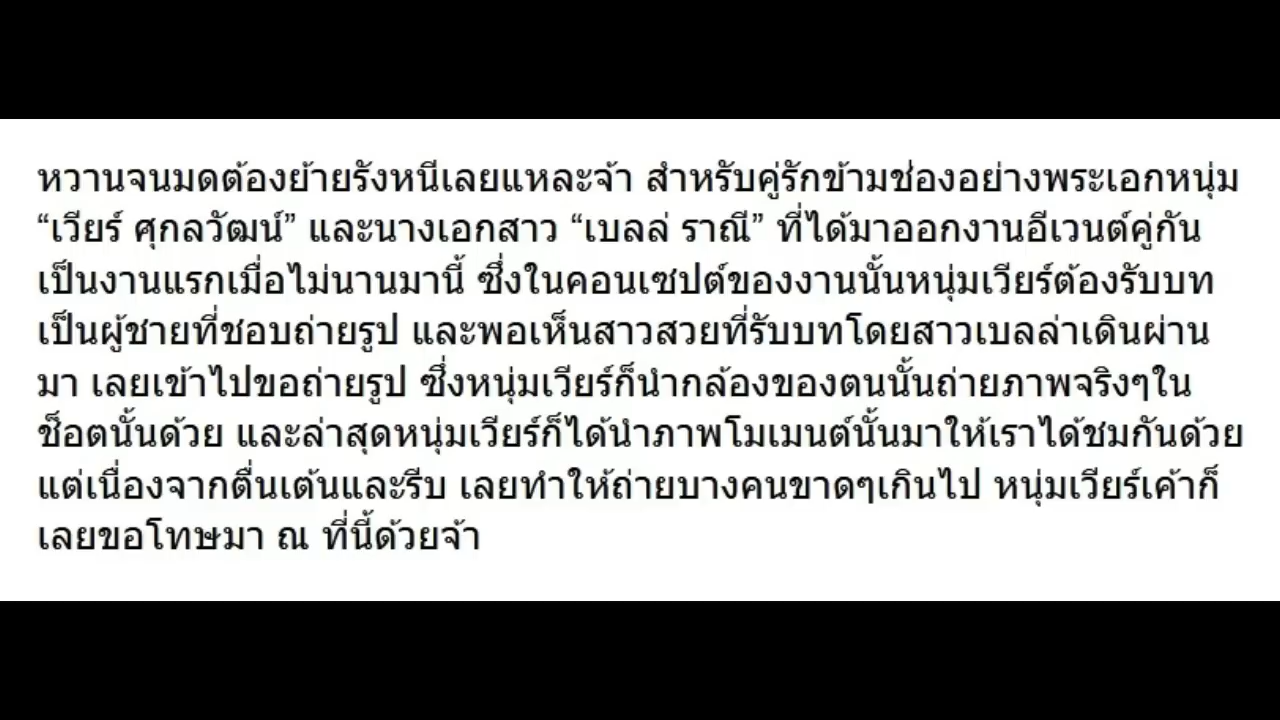 หวานจนมดต้องย้ายรังหนีเลยแหละจ้า สำหรับคู่รักข้ามช่องอย่างพระเอกหนุ่ม
“เวียร์ ศุกลวัฒน์” และนางเอกสาว “เบลล่ ราณี” ที่ได้มาออกงานอีเวนต์คู่กัน
เป็นงานแรกเมื่อไม่นานมานี้ ซึ่งในคอนเซปต์ของงานนั้นหนุ่มเวียร์ต้องรับบท
เป็นผู้ชายที่ชอบถ่ายรูป และพอเห็นสาวสวยที่รับบทโดยสาวเบลล่าเดินผ่าน
มา เลยเข้าไปขอถ่ายรูป ซึ่งหนุ่มเวียร์ก็นำกล้องของตนนั้นถ่ายภาพจริงๆใน
ช็อตนั้นด้วย และล่าสุดหนุ่มเวียร์ก็ได้นำภาพโมเมนต์นั้นมาให้เราได้ชมกันด้วย
แต่เนื่องจากตื่นเต้นและรีบ เลยทำให้ถ่ายบางคนขาดๆเกินไป หนุ่มเวียร์เค้าก็
เลยขอโทษมา ณ ที่นี้ด้วยจ้า